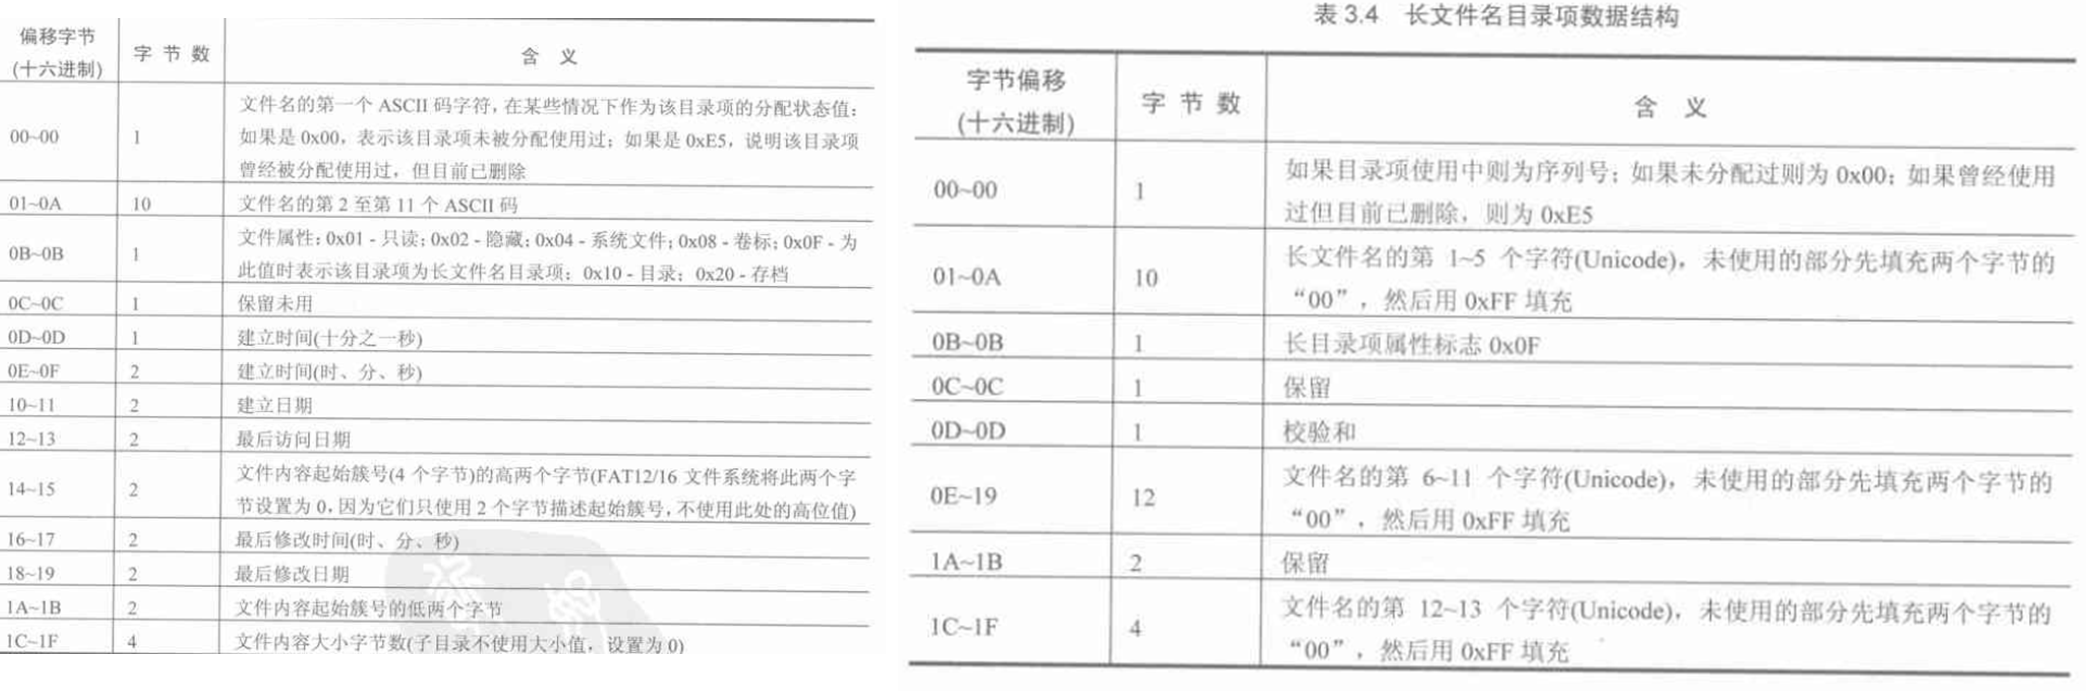 偏移字节
(十六进制)
字 节 数
含 义
00~00
1
文件名的第一个 ASCII 码字符，在某些情况下作为该目录项的分配状态值：
如果是 0x00，表示该目录项未被分配使用过；如果是 0xE5，说明该目录项
曾经被分配使用过，但目前已删除
01~0A
10
文件名的第 2 至第 11 个 ASCII 码
0B~0B
1
文件属性：0x01 - 只读；0x02 - 隐藏；0x04 - 系统文件；0x08 - 卷标；0x0F - 为
此值时表示该目录项为长文件名目录项；0x10 - 目录；0x20 - 存档
0C~0C
1
保留未用
0D~0D
1
建立时间(十分之一秒)
0E~0F
2
建立时间(时、分、秒)
10~11
2
建立日期
12~13
2
最后访问日期
14~15
2
文件内容起始簇号(4 个字节)的高两个字节(FAT12/16 文件系统将此两个字
节设置为 0，因为它们只使用 2 个字节描述起始簇号，不使用此处的高位值)
16~17
2
最后修改时间(时、分、秒)
18~19
2
最后修改日期
1A~1B
2
文件内容起始簇号的低两个字节
1C~1F
4
文件内容大小字节数(子目录不使用大小值，设置为 0)
表 3.4 长文件名目录项数据结构
字节偏移
(十六进制)
字 节 数
含 义
00~00
1
如果目录项使用中则为序列号；如果未分配过则为 0x00；如果曾经使用
过但目前已删除，则为 0xE5
01~0A
10
长文件名的第 1~5 个字符(Unicode)，未使用的部分先填充两个字节的
“00”，然后用 0xFF 填充
0B~0B
1
长目录项属性标志 0x0F
0C~0C
1
保留
0D~0D
1
校验和
0E~19
12
文件名的第 6~11 个字符(Unicode)，未使用的部分先填充两个字节的
“00”，然后用 0xFF 填充
1A~1B
2
保留
1C~1F
4
文件名的第 12~13 个字符(Unicode)，未使用的部分先填充两个字节的
“00”，然后用 0xFF 填充